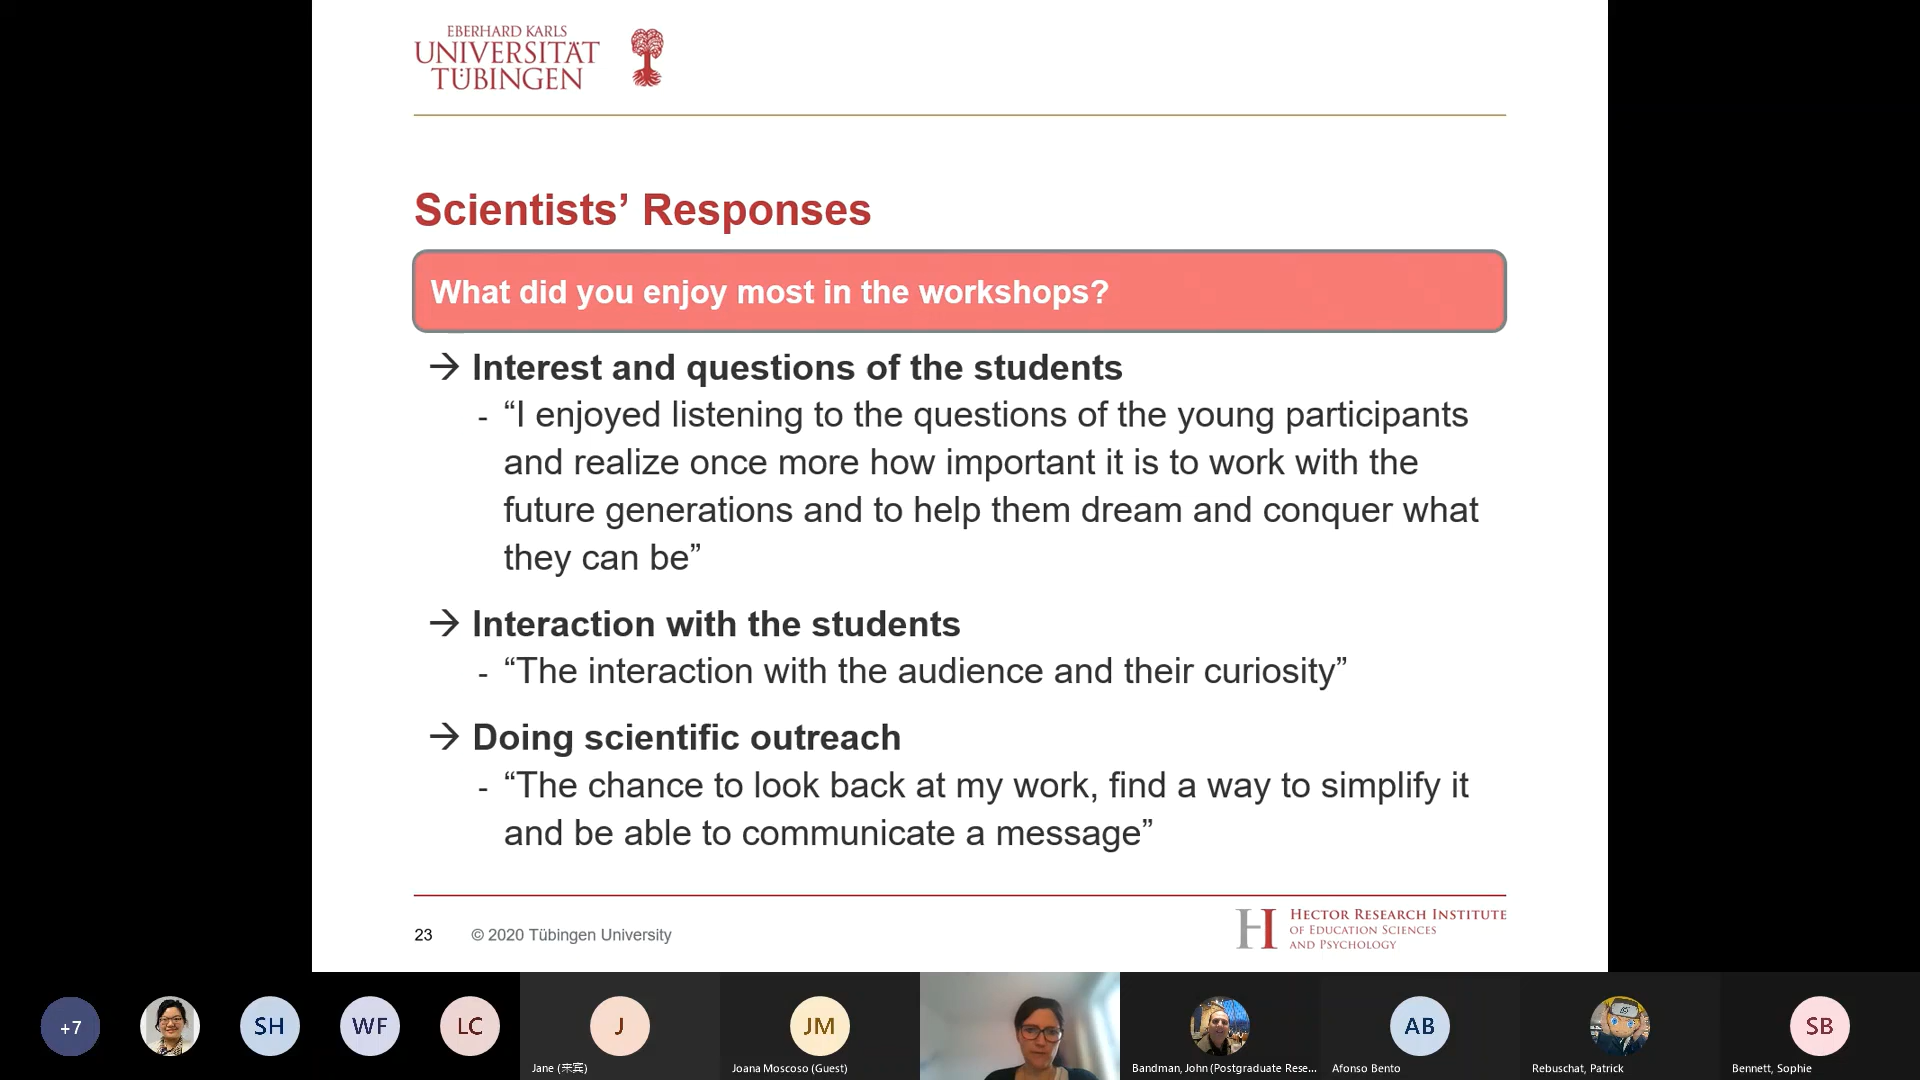 EBERHARD KARLS
UNIVERSITÄT
TÜBINGEN
Scientists’ Responses
What did you enjoy most in the workshops?
→ Interest and questions of the students
- “I enjoyed listening to the questions of the young participants
and realize once more how important it is to work with the
future generations and to help them dream and conquer what
they can be”
→ Interaction with the students
- “The interaction with the audience and their curiosity”
→ Doing scientific outreach
- “The chance to look back at my work, find a way to simplify it
and be able to communicate a message”
23 © 2020 Tübingen University
H HECTOR RESEARCH INSTITUTE
OF EDUCATION SCIENCES
AND PSYCHOLOGY
+7 SH WF LC J JM AB SB
Jane (来宾) Joana Moscoso (Guest) Bandman, John (Postgraduate Rese... Afonso Bento Rebuschat, Patrick Bennett, Sophie